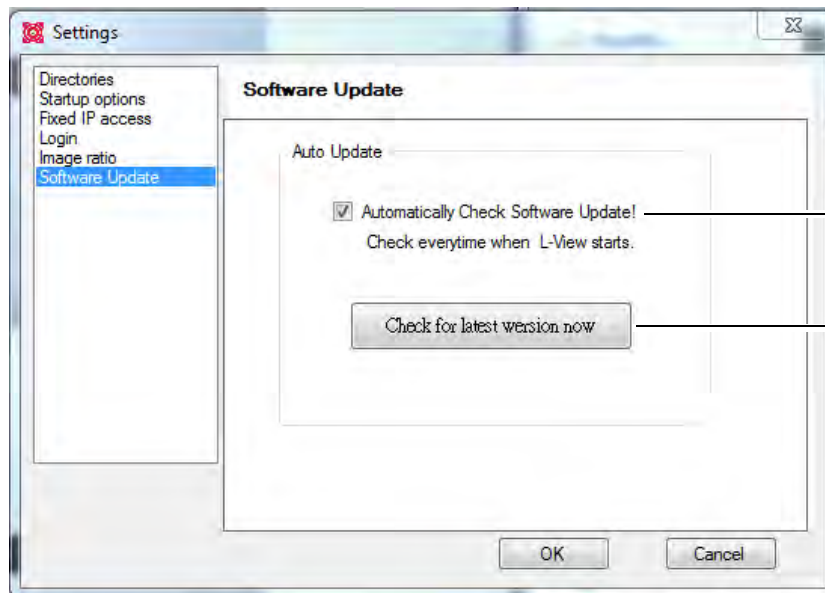 Settings
Directories
Startup options
Fixed IP access
Login
Image ratio
Software Update
Software Update
Auto Update
Automatically Check Software Update!
Check everytime when L-View starts.
Check for latest wersion now
OK
Cancel